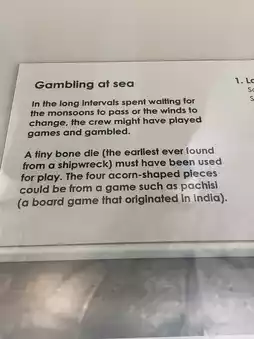 Gambling at sea
In the long intervals spent waiting for
the monsoons to pass or the winds to
change, the crew might have played
games and gambled.
A tiny bone die (the earliest ever found
from a shipwreck) must have been used
for play. The four acorn-shaped pieces
could be from a game such as pachisi
(a board game that originated in India).
1.